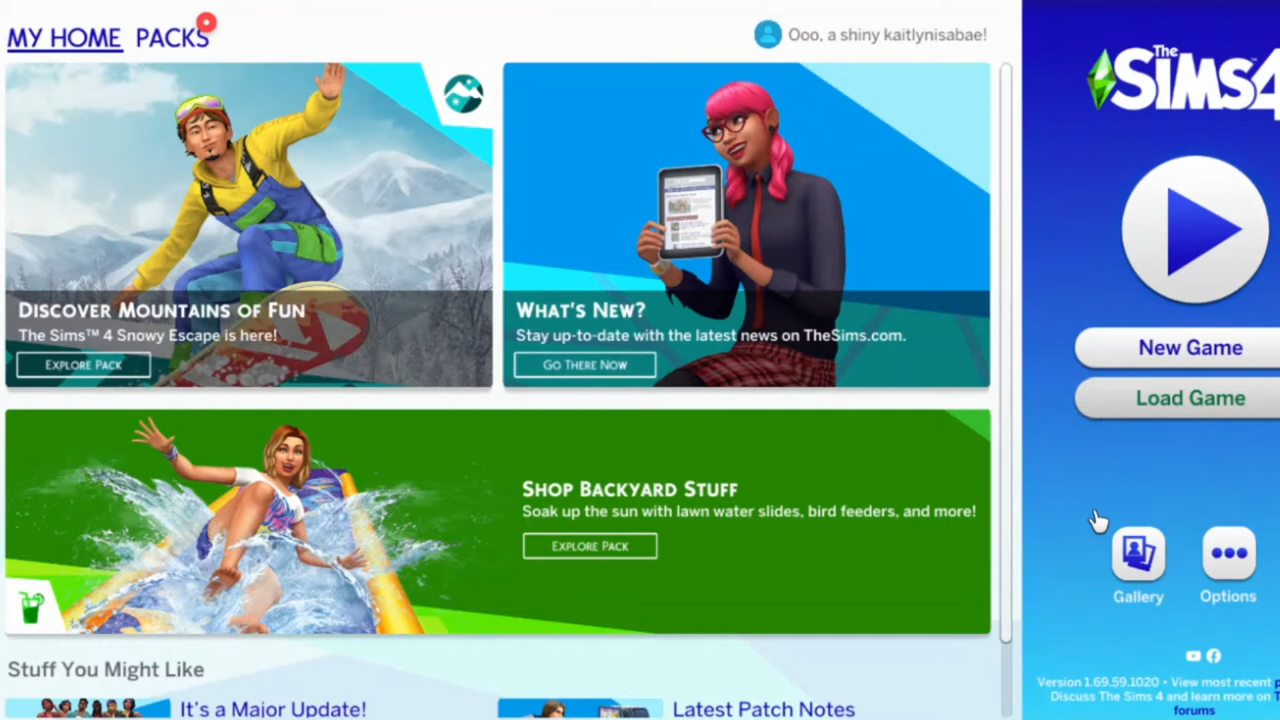 MY HOME PACKS
Ooo, a shiny kaitlynisabae!
DISCOVER MOUNTAINS OF FUN
The Sims™ 4 Snowy Escape is here!
EXPLORE PACK
WHAT'S NEW?
Stay up-to-date with the latest news on TheSims.com.
GO THERE NOW
SHOP BACKYARD STUFF
Soak up the sun with lawn water slides, bird feeders, and more!
EXPLORE PACK
Stuff You Might Like
It's a Major Update!
Latest Patch Notes
The
SIMS 4
New Game
Load Game
Gallery
Options
Version 1.69.59.1020 • View most recent
Discuss The Sims 4 and learn more on
forums